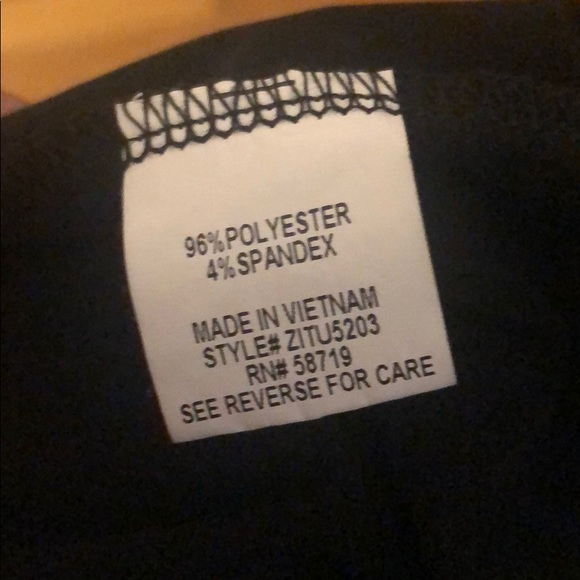 96%POLYESTER
4%SPANDEX
MADE IN VIETNAM
STYLE# ZITU5203
RN# 58719
SEE REVERSE FOR CARE